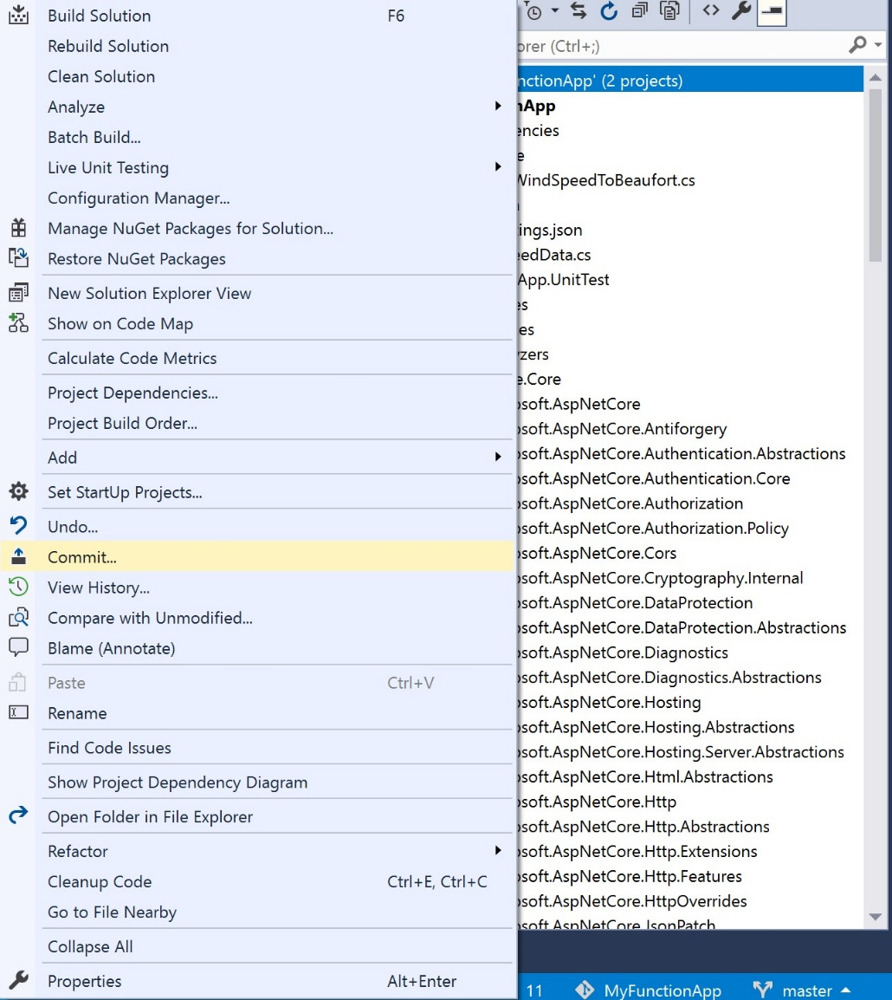 Build Solution F6
Rebuild Solution
Clean Solution
Analyze
Batch Build...
Live Unit Testing
Configuration Manager...
Manage NuGet Packages for Solution...
Restore NuGet Packages
New Solution Explorer View
Show on Code Map
Calculate Code Metrics
Project Dependencies...
Project Build Order...
Add
Set StartUp Projects...
Undo...
Commit...
View History...
Compare with Unmodified...
Blame (Annotate)
Paste Ctrl+V
Rename
Find Code Issues
Show Project Dependency Diagram
Open Folder in File Explorer
Refactor
Cleanup Code Ctrl+E, Ctrl+C
Go to File Nearby
Collapse All
Properties Alt+Enter
orer (Ctrl+;)
nctionApp' (2 projects)
nApp
encies
e
WindSpeedToBeaufort.cs
ings.json
eedData.cs
App.UnitTest
es
es
yzers
e.Core
osoft.AspNetCore
osoft.AspNetCore.Antiforgery
osoft.AspNetCore.Authentication.Abstractions
osoft.AspNetCore.Authentication.Core
osoft.AspNetCore.Authorization
osoft.AspNetCore.Authorization.Policy
osoft.AspNetCore.Cors
osoft.AspNetCore.Cryptography.Internal
osoft.AspNetCore.DataProtection
osoft.AspNetCore.DataProtection.Abstractions
osoft.AspNetCore.Diagnostics
osoft.AspNetCore.Diagnostics.Abstractions
osoft.AspNetCore.Hosting
osoft.AspNetCore.Hosting.Abstractions
osoft.AspNetCore.Hosting.Server.Abstractions
osoft.AspNetCore.Html.Abstractions
osoft.AspNetCore.Http
osoft.AspNetCore.Http.Abstractions
osoft.AspNetCore.Http.Extensions
osoft.AspNetCore.Http.Features
osoft.AspNetCore.HttpOverrides
osoft.AspNetCore.JsonPatch
11 MyFunctionApp master